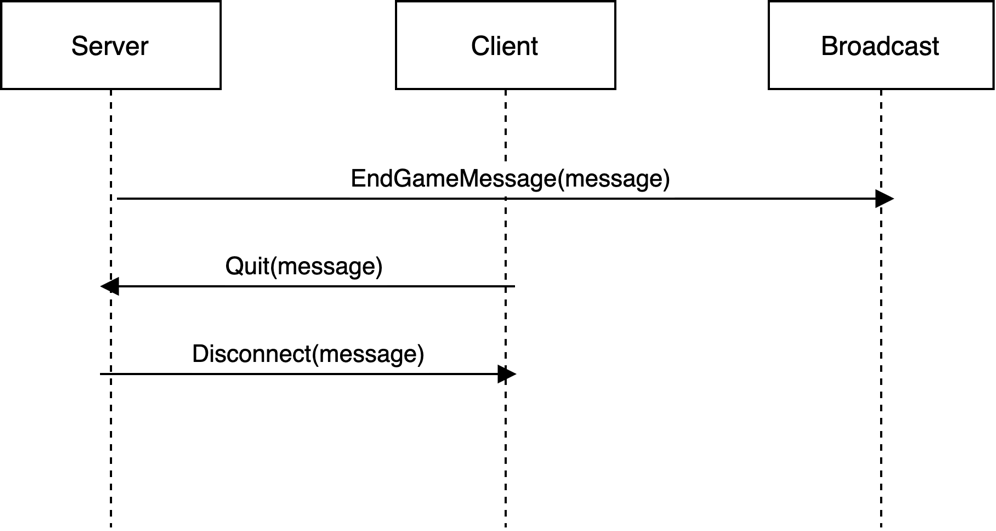 Server
Client
Broadcast
EndGameMessage(message)
Quit(message)
Disconnect(message)